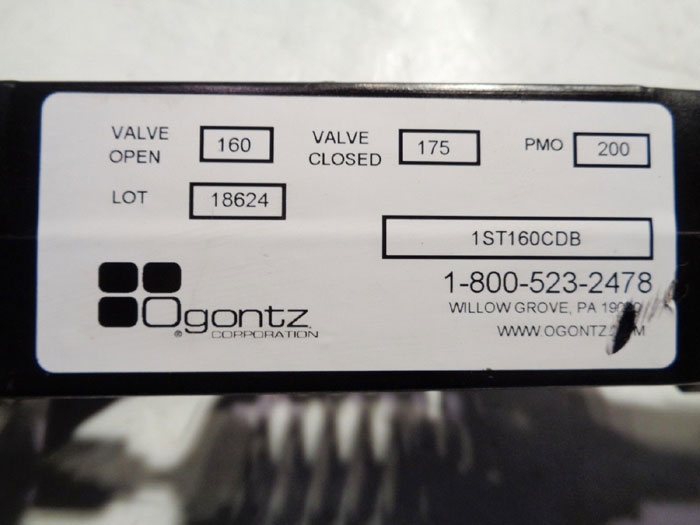 VALVE OPEN 160 VALVE CLOSED 175 PMO 200
LOT 18624
1ST160CDB
1-800-523-2478
Ogontz
® CORPORATION
WILLOW GROVE, PA